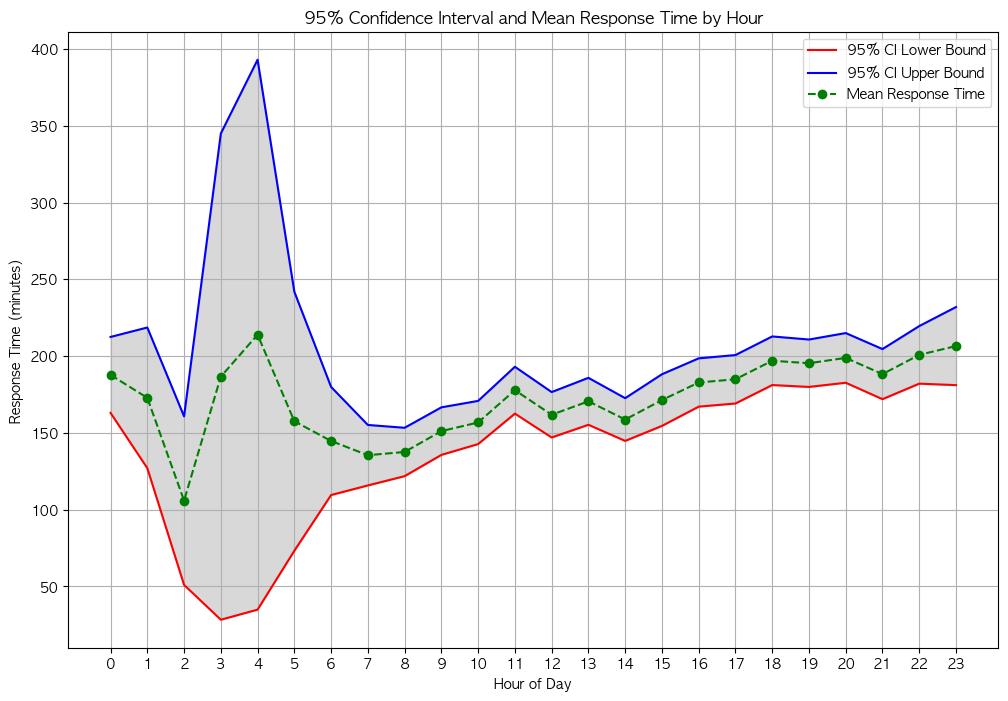 95% Confidence Interval and Mean Response Time by Hour
95% CI Lower Bound
95% CI Upper Bound
Mean Response Time
400
350
300
250
200
150
100
50
Response Time (minutes)
0 1 2 3 4 5 6 7 8 9 10 11 12 13 14 15 16 17 18 19 20 21 22 23
Hour of Day